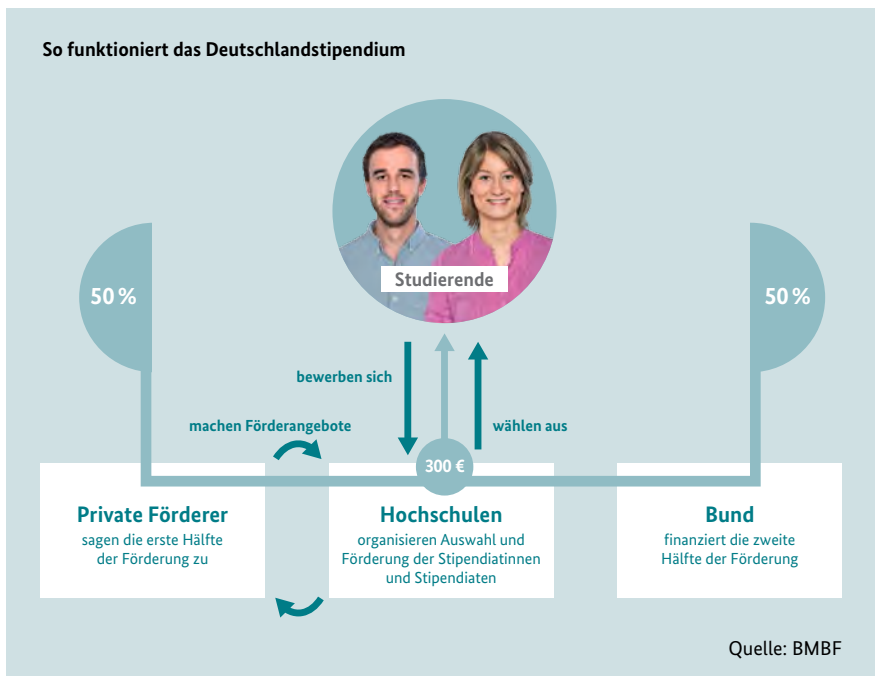 So funktioniert das Deutschlandstipendium
Studierende
50 %
50 %
bewerben sich
machen Förderangebote
wählen aus
300 €
Private Förderer
sagen die erste Hälfte
der Förderung zu
Hochschulen
organisieren Auswahl und
Förderung der Stipendiatinnen
und Stipendiaten
Bund
finanziert die zweite
Hälfte der Förderung
Quelle: BMBF